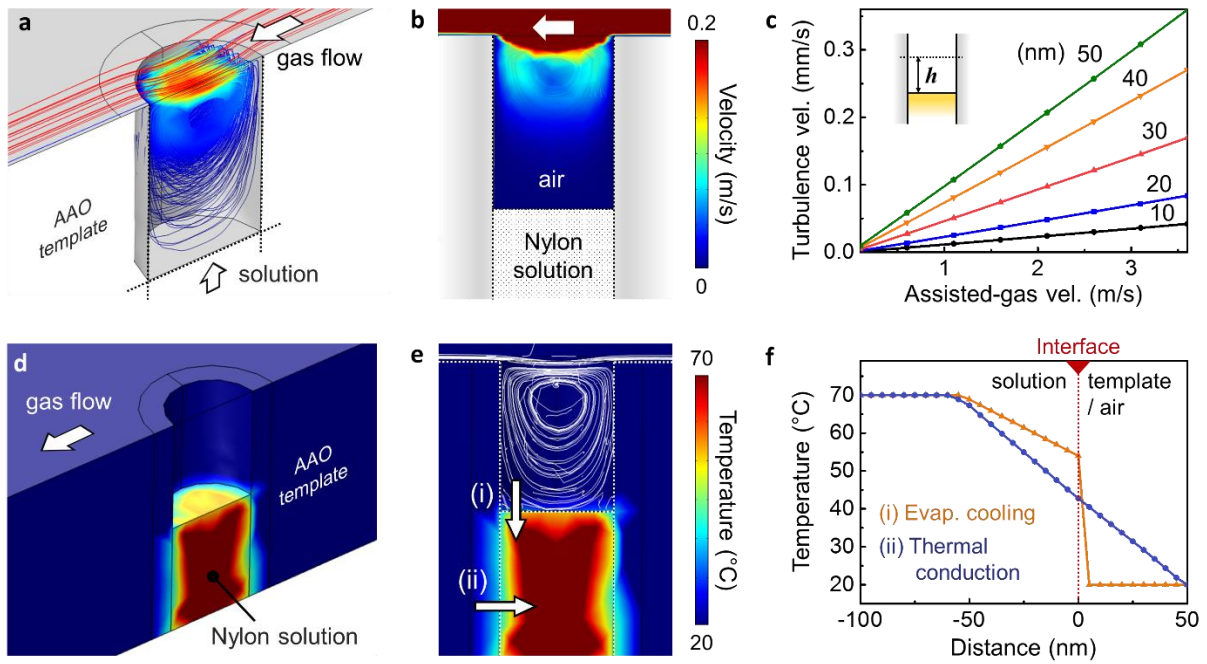 a
gas flow
AAO
template
solution
b
air
Nylon
solution
0.2
Velocity (m/s)
0
c
Turbulence vel. (mm/s)
0.3
0.2
0.1
0.0
(nm)
h
50
40
30
20
10
1
2
3
Assisted-gas vel. (m/s)
d
gas flow
AAO
template
Nylon solution
e
(i)
(ii)
70
Temperature (°C)
20
f
Interface
solution
template
/ air
Temperature (°C)
80
70
60
50
40
30
20
(i) Evap. cooling
(ii) Thermal
conduction
-100
-50
0
50
Distance (nm)